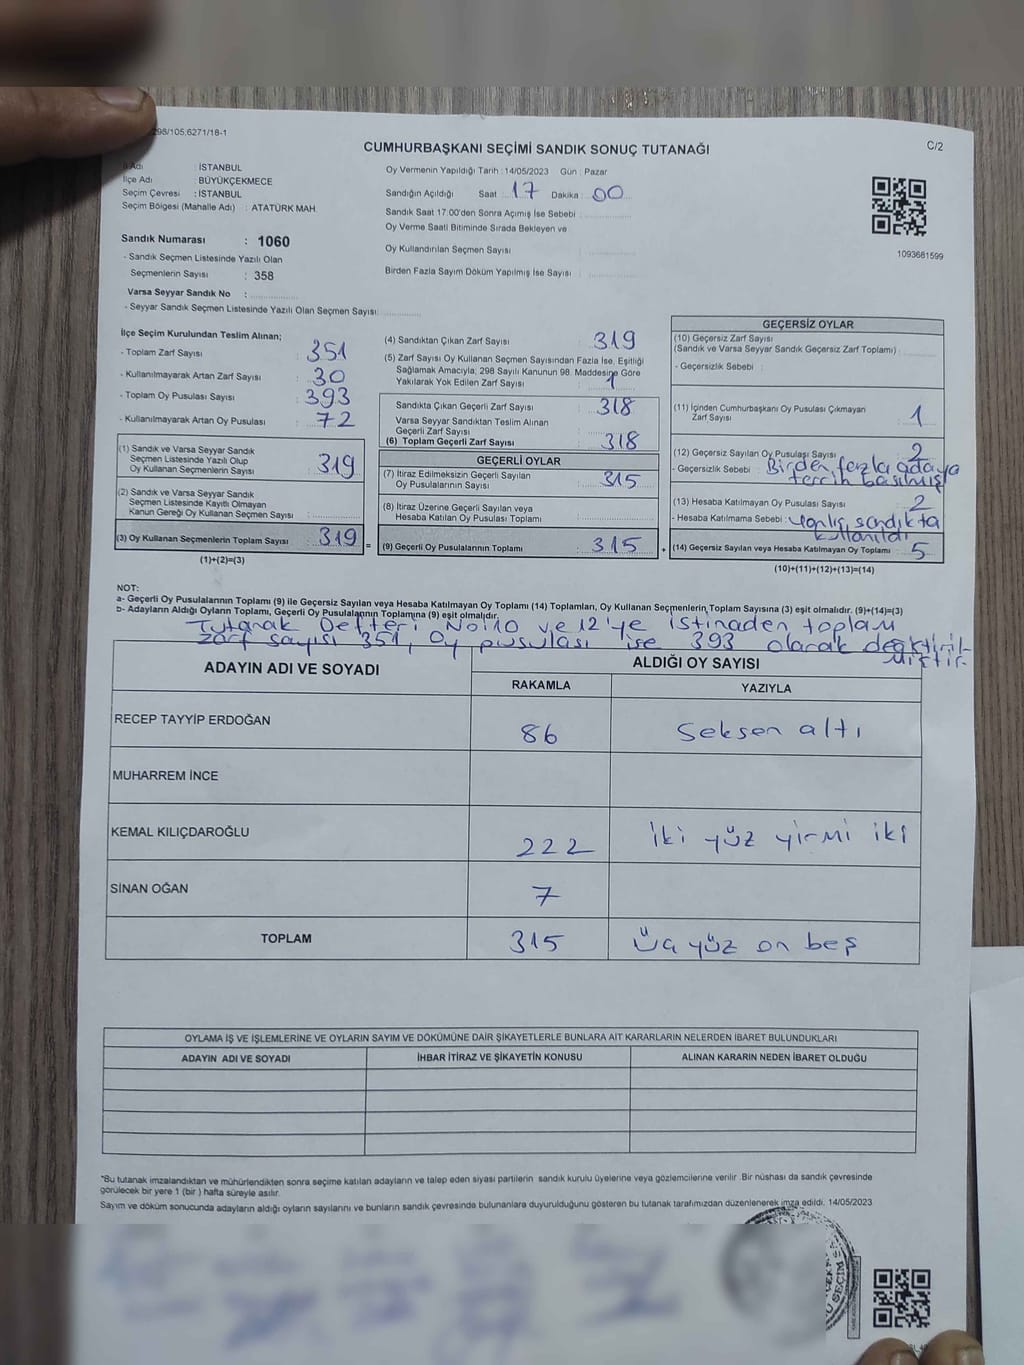 298/105,6271/18-1
C/2
CUMHURBAŞKANI SEÇİMİ SANDIK SONUÇ TUTANAĞI
İl Adı : İSTANBUL
İlçe Adı : BÜYÜKÇEKMECE
Seçim Çevresi : İSTANBUL
Seçim Bölgesi (Mahalle Adı) : ATATÜRK MAH.
Sandık Numarası : 1060
- Sandık Seçmen Listesinde Yazılı Olan
Seçmenlerin Sayısı : 358
Varsa Seyyar Sandık No :
- Seyyar Sandık Seçmen Listesinde Yazılı Olan Seçmen Sayısı:
Oy Vermenin Yapıldığı Tarih : 14/05/2023 Gün : Pazar
Sandığın Açıldığı Saat : 17 Dakika : 00
Sandık Saat 17:00'den Sonra Açımış İse Sebebi :
Oy Verme Saati Bitiminde Sırada Bekleyen ve
Oy Kullandırılan Seçmen Sayısı :
Birden Fazla Sayım Döküm Yapılmış İse Sayısı :
1093681599
İlçe Seçim Kurulundan Teslim Alınan;
- Toplam Zarf Sayısı : 351
- Kullanılmayarak Artan Zarf Sayısı : 30
- Toplam Oy Pusulası Sayısı : 393
- Kullanılmayarak Artan Oy Pusulası : 72
(1) Sandık ve Varsa Seyyar Sandık
Seçmen Listesinde Yazılı Olup
Oy Kullanan Seçmenlerin Sayısı : 319
(2) Sandık ve Varsa Seyyar Sandık
Seçmen Listesinde Kayıtlı Olmayan
Kanun Gereği Oy Kullanan Seçmen Sayısı :
(3) Oy Kullanan Seçmenlerin Toplam Sayısı : 319
(1)+(2)=(3)
=
(4) Sandıktan Çıkan Zarf Sayısı : 319
(5) Zarf Sayısı Oy Kullanan Seçmen Sayısından Fazla İse, Eşitliği
Sağlamak Amacıyla, 298 Sayılı Kanunun 98. Maddesine Göre
Yakılarak Yok Edilen Zarf Sayısı : 1
Sandıkta Çıkan Geçerli Zarf Sayısı : 318
Varsa Seyyar Sandıktan Teslim Alınan
Geçerli Zarf Sayısı :
(6) Toplam Geçerli Zarf Sayısı : 318
GEÇERLİ OYLAR
(7) İtiraz Edilmeksizin Geçerli Sayılan
Oy Pusulalarının Sayısı : 315
(8) İtiraz Üzerine Geçerli Sayılan veya
Hesaba Katılan Oy Pusulası Toplamı :
(9) Geçerli Oy Pusulalarının Toplamı : 315
+
GEÇERSİZ OYLAR
(10) Geçersiz Zarf Sayısı
(Sandık ve Varsa Seyyar Sandık Geçersiz Zarf Toplamı) :
- Geçersizlik Sebebi :
(11) İçinden Cumhurbaşkanı Oy Pusulası Çıkmayan
Zarf Sayısı : 1
(12) Geçersiz Sayılan Oy Pusulası Sayısı : 2
- Geçersizlik Sebebi : Birden fazla adaya
tercih basılmış
(13) Hesaba Katılmayan Oy Pusulası Sayısı : 2
- Hesaba Katılmama Sebebi : Yanlış sandıkta
kullanıldı
(14) Geçersiz Sayılan veya Hesaba Katılmayan Oy Toplamı : 5
(10)+(11)+(12)+(13)=(14)
NOT:
a- Geçerli Oy Pusulalarının Toplamı (9) ile Geçersiz Sayılan veya Hesaba Katılmayan Oy Toplamı (14) Toplamları, Oy Kullanan Seçmenlerin Toplam Sayısına (3) eşit olmalıdır. (9)+(14)=(3)
b- Adayların Aldığı Oyların Toplamı, Geçerli Oy Pusulalarının Toplamına (9) eşit olmalıdır.
Tutanak Defteri No:10 ve 12'ye istinaden toplam
zarf sayısı 351, Oy pusulası ise 393 olarak değiştiril-
miştir.
ADAYIN ADI VE SOYADI
ALDIĞI OY SAYISI
RAKAMLA YAZIYLA
RECEP TAYYİP ERDOĞAN 86 Seksen altı
MUHARREM İNCE
KEMAL KILIÇDAROĞLU 222 İki yüz yirmi iki
SİNAN OĞAN 7
TOPLAM 315 Üç yüz on beş
OYLAMA İŞ VE İŞLEMLERİNE VE OYLARIN SAYIM VE DÖKÜMÜNE DAİR ŞİKAYETLERLE BUNLARA AİT KARARLARIN NELERDEN İBARET BULUNDUKLARI
ADAYIN ADI VE SOYADI İHBAR İTİRAZ VE ŞİKAYETİN KONUSU ALINAN KARARIN NEDEN İBARET OLDUĞU
*Bu tutanak imzalandıktan ve mühürlendikten sonra seçime katılan adayların ve talep eden siyasi partilerin sandık kurulu üyelerine veya gözlemcilerine verilir .Bir nüshası da sandık çevresinde
görülecek bir yere 1 (bir ) hafta süreyle asılır.
Sayım ve döküm sonucunda adayların aldığı oyların sayılarını ve bunların sandık çevresinde bulunanlara duyurulduğunu gösteren bu tutanak tarafımızdan düzenlenerek imza edildi. 14/05/2023